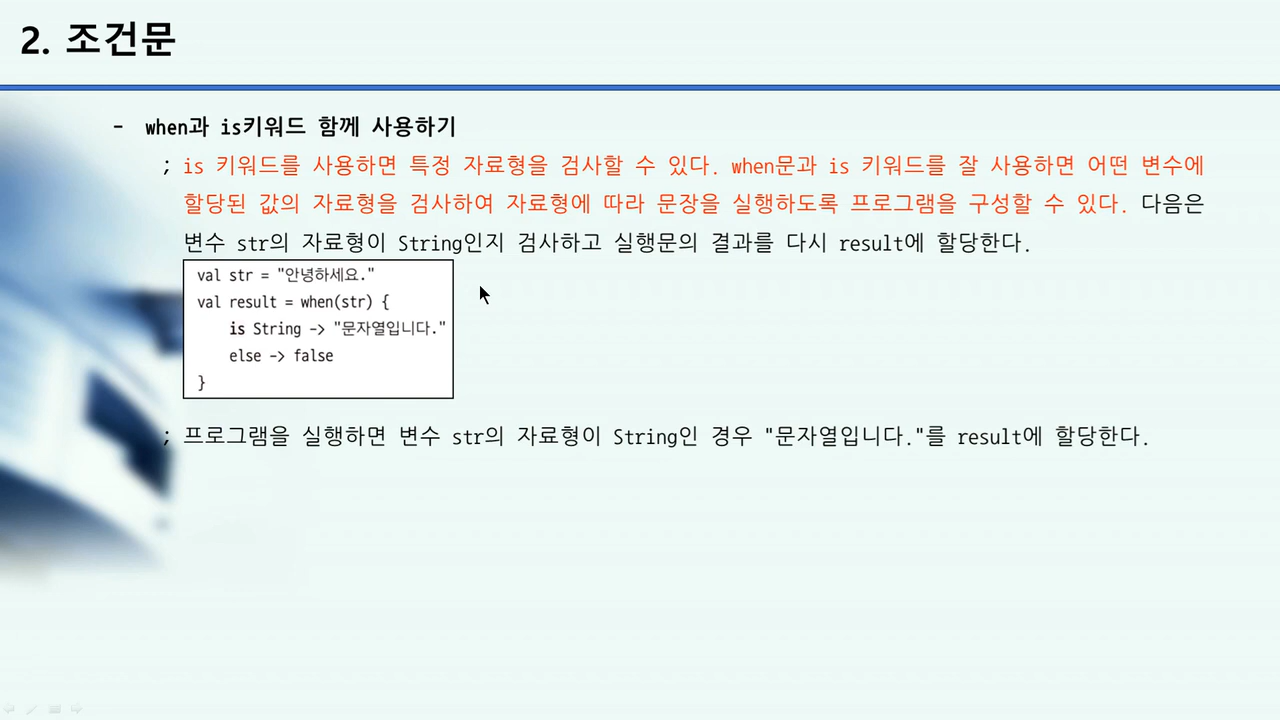 2. 조건문
- when과 is키워드 함께 사용하기
; is 키워드를 사용하면 특정 자료형을 검사할 수 있다. when문과 is 키워드를 잘 사용하면 어떤 변수에
할당된 값의 자료형을 검사하여 자료형에 따라 문장을 실행하도록 프로그램을 구성할 수 있다. 다음은
변수 str의 자료형이 String인지 검사하고 실행문의 결과를 다시 result에 할당한다.
val str = "안녕하세요."
val result = when(str) {
is String -> "문자열입니다."
else -> false
}
; 프로그램을 실행하면 변수 str의 자료형이 String인 경우 "문자열입니다."를 result에 할당한다.